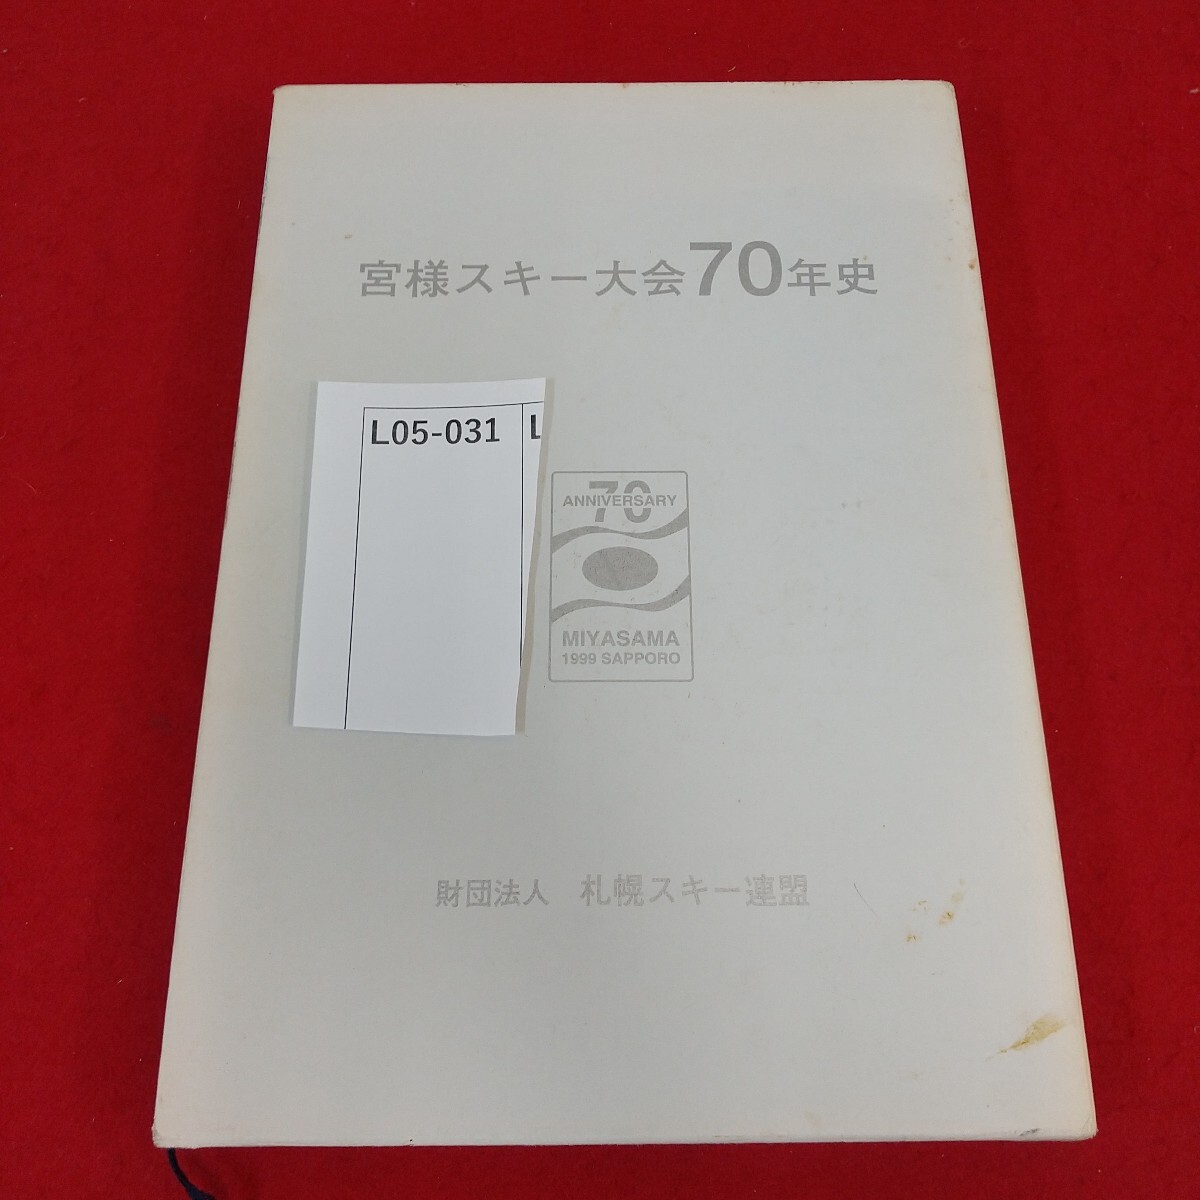 宮様スキー大会70年史
L05-031
L
70
ANNIVERSARY
MIYASAMA
1999 SAPPORO
財団法人 札幌スキー連盟